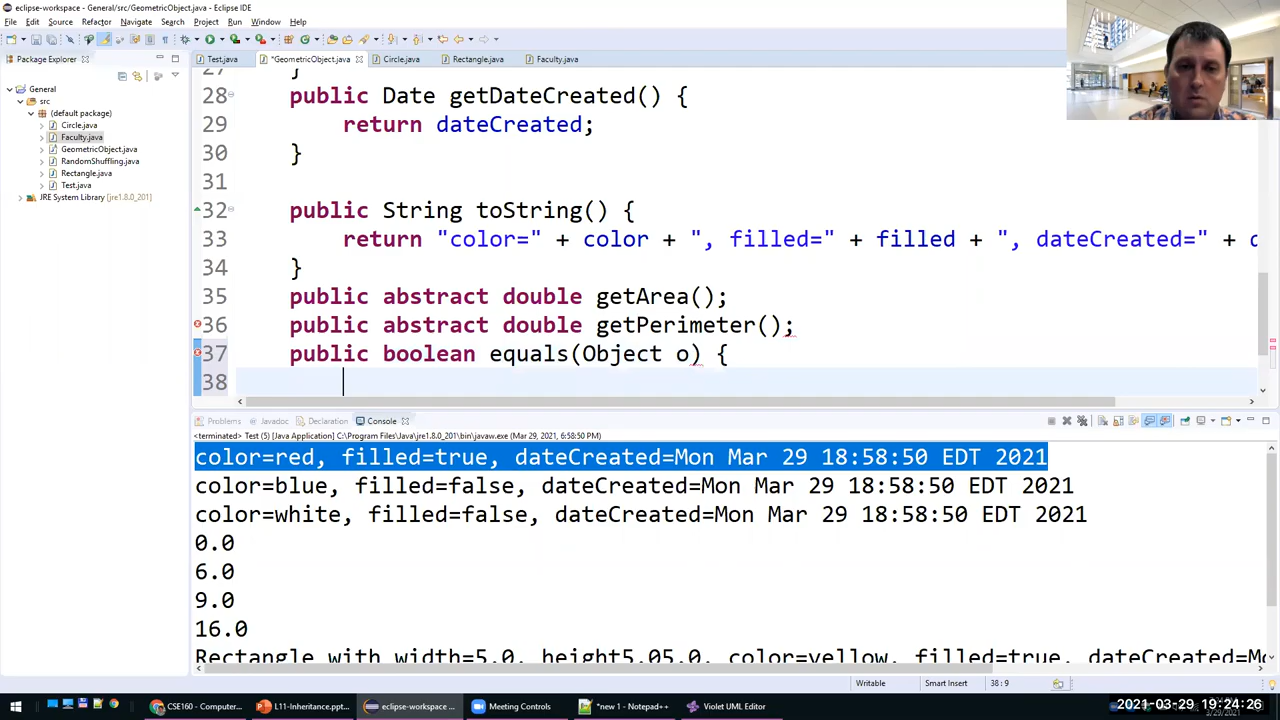 eclipse-workspace - General/src/GeometricObject.java - Eclipse IDE
File Edit Source Refactor Navigate Search Project Run Window Help
Package Explorer
Test.java *GeometricObject.java Circle.java Rectangle.java Faculty.java
General
src
(default package)
Circle.java
Faculty.java
GeometricObject.java
RandomShuffling.java
Rectangle.java
Test.java
JRE System Library [jre1.8.0_201]
27 }
28 public Date getDateCreated() {
29 return dateCreated;
30 }
31
32 public String toString() {
33 return "color=" + color + ", filled=" + filled + ", dateCreated=" + d
34 }
35 public abstract double getArea();
36 public abstract double getPerimeter();
37 public boolean equals(Object o) {
38
Problems Javadoc Declaration Console
<terminated> Test (5) [Java Application] C:\Program Files\Java\jre1.8.0_201\bin\javaw.exe (Mar 29, 2021, 6:58:50 PM)
color=red, filled=true, dateCreated=Mon Mar 29 18:58:50 EDT 2021
color=blue, filled=false, dateCreated=Mon Mar 29 18:58:50 EDT 2021
color=white, filled=false, dateCreated=Mon Mar 29 18:58:50 EDT 2021
0.0
6.0
9.0
16.0
Rectangle with width=5.0, height5.05.0, color=yellow, filled=true, dateCreated=Mo
Writable Smart Insert 38 : 9
CSE160 - Computer... L11-Inheritance.ppt... eclipse-workspace ... Meeting Controls *new 1 - Notepad++ Violet UML Editor
2021-03-29 19:24:26